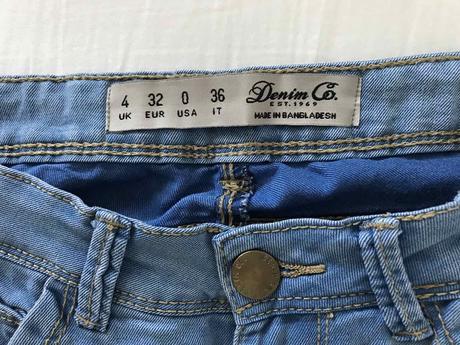 4 32 0 36
UK EUR USA IT
Denim Co.
EST. 1969
MADE IN BANGLADESH